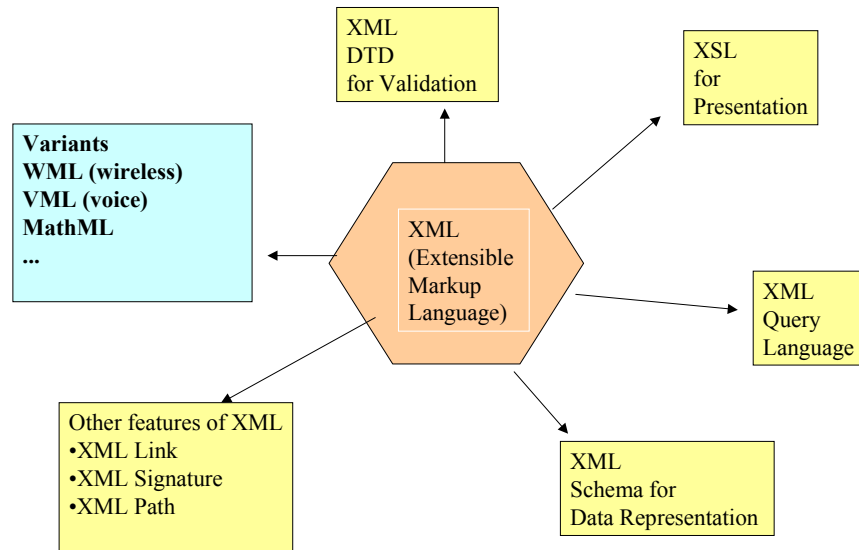 XML
DTD
for Validation
XSL
for
Presentation
Variants
WML (wireless)
VML (voice)
MathML
...
XML
(Extensible
Markup
Language)
XML
Query
Language
Other features of XML
•XML Link
•XML Signature
•XML Path
XML
Schema for
Data Representation